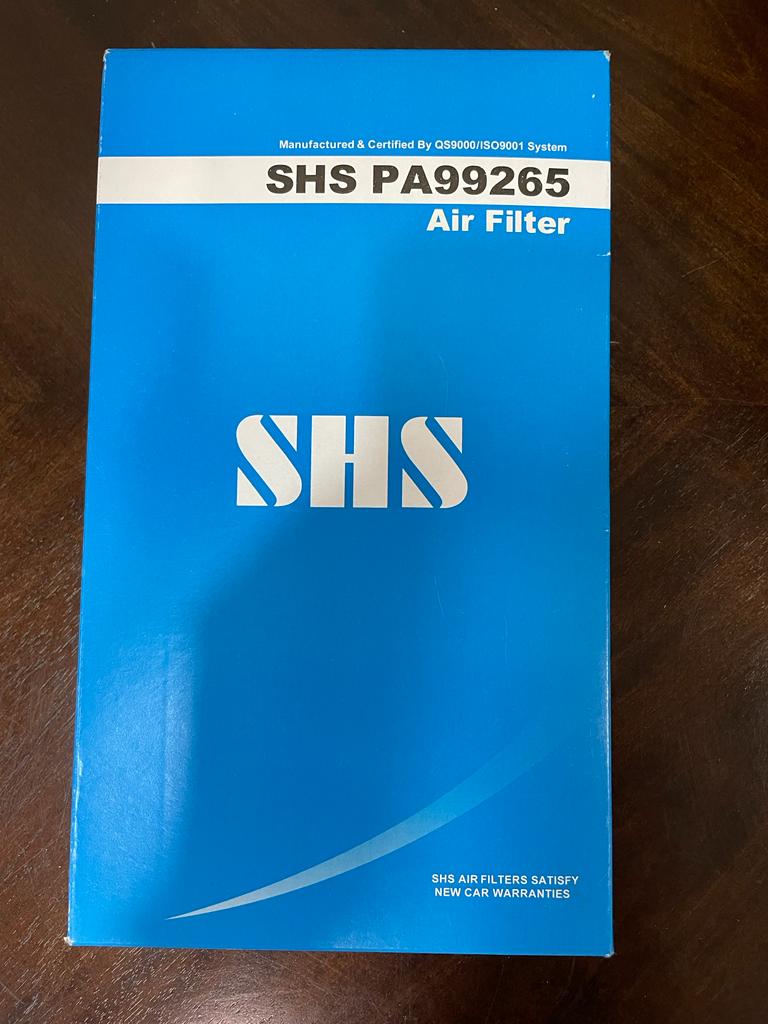 Manufactured & Certified By QS9000/ISO9001 System
SHS PA99265
Air Filter
SHS
SHS AIR FILTERS SATISFY
NEW CAR WARRANTIES